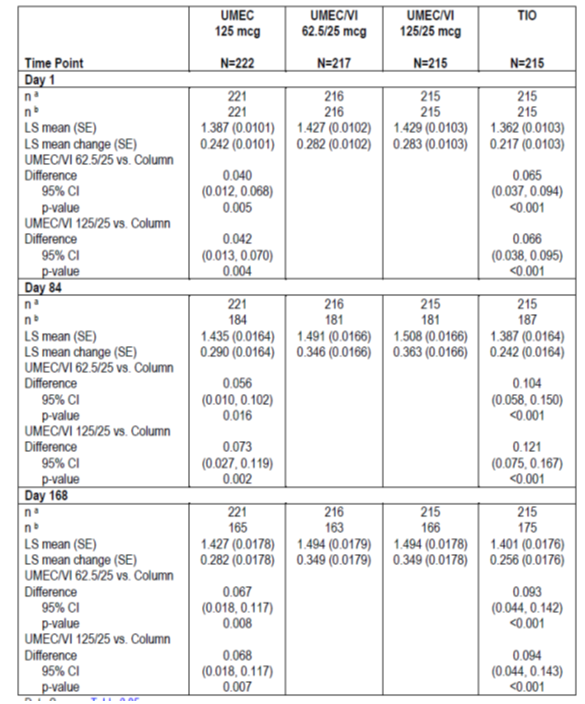 UMEC 125 mcg UMEC/VI 62.5/25 mcg UMEC/VI 125/25 mcg TIO
Time Point N=222 N=217 N=215 N=215
Day 1
n a 221 216 215 215
n b 221 216 215 215
LS mean (SE) 1.387 (0.0101) 1.427 (0.0102) 1.429 (0.0103) 1.362 (0.0103)
LS mean change (SE) 0.242 (0.0101) 0.282 (0.0102) 0.283 (0.0103) 0.217 (0.0103)
UMEC/VI 62.5/25 vs. Column
Difference 0.040 0.065
95% CI (0.012, 0.068) (0.037, 0.094)
p-value 0.005 <0.001
UMEC/VI 125/25 vs. Column
Difference 0.042 0.066
95% CI (0.013, 0.070) (0.038, 0.095)
p-value 0.004 <0.001
Day 84
n a 221 216 215 215
n b 184 181 181 187
LS mean (SE) 1.435 (0.0164) 1.491 (0.0166) 1.508 (0.0166) 1.387 (0.0164)
LS mean change (SE) 0.290 (0.0164) 0.346 (0.0166) 0.363 (0.0166) 0.242 (0.0164)
UMEC/VI 62.5/25 vs. Column
Difference 0.056 0.104
95% CI (0.010, 0.102) (0.058, 0.150)
p-value 0.016 <0.001
UMEC/VI 125/25 vs. Column
Difference 0.073 0.121
95% CI (0.027, 0.119) (0.075, 0.167)
p-value 0.002 <0.001
Day 168
n a 221 216 215 215
n b 165 163 166 175
LS mean (SE) 1.427 (0.0178) 1.494 (0.0179) 1.494 (0.0178) 1.401 (0.0176)
LS mean change (SE) 0.282 (0.0178) 0.349 (0.0179) 0.349 (0.0178) 0.256 (0.0176)
UMEC/VI 62.5/25 vs. Column
Difference 0.067 0.093
95% CI (0.018, 0.117) (0.044, 0.142)
p-value 0.008 <0.001
UMEC/VI 125/25 vs. Column
Difference 0.068 0.094
95% CI (0.018, 0.117) (0.044, 0.143)
p-value 0.007 <0.001